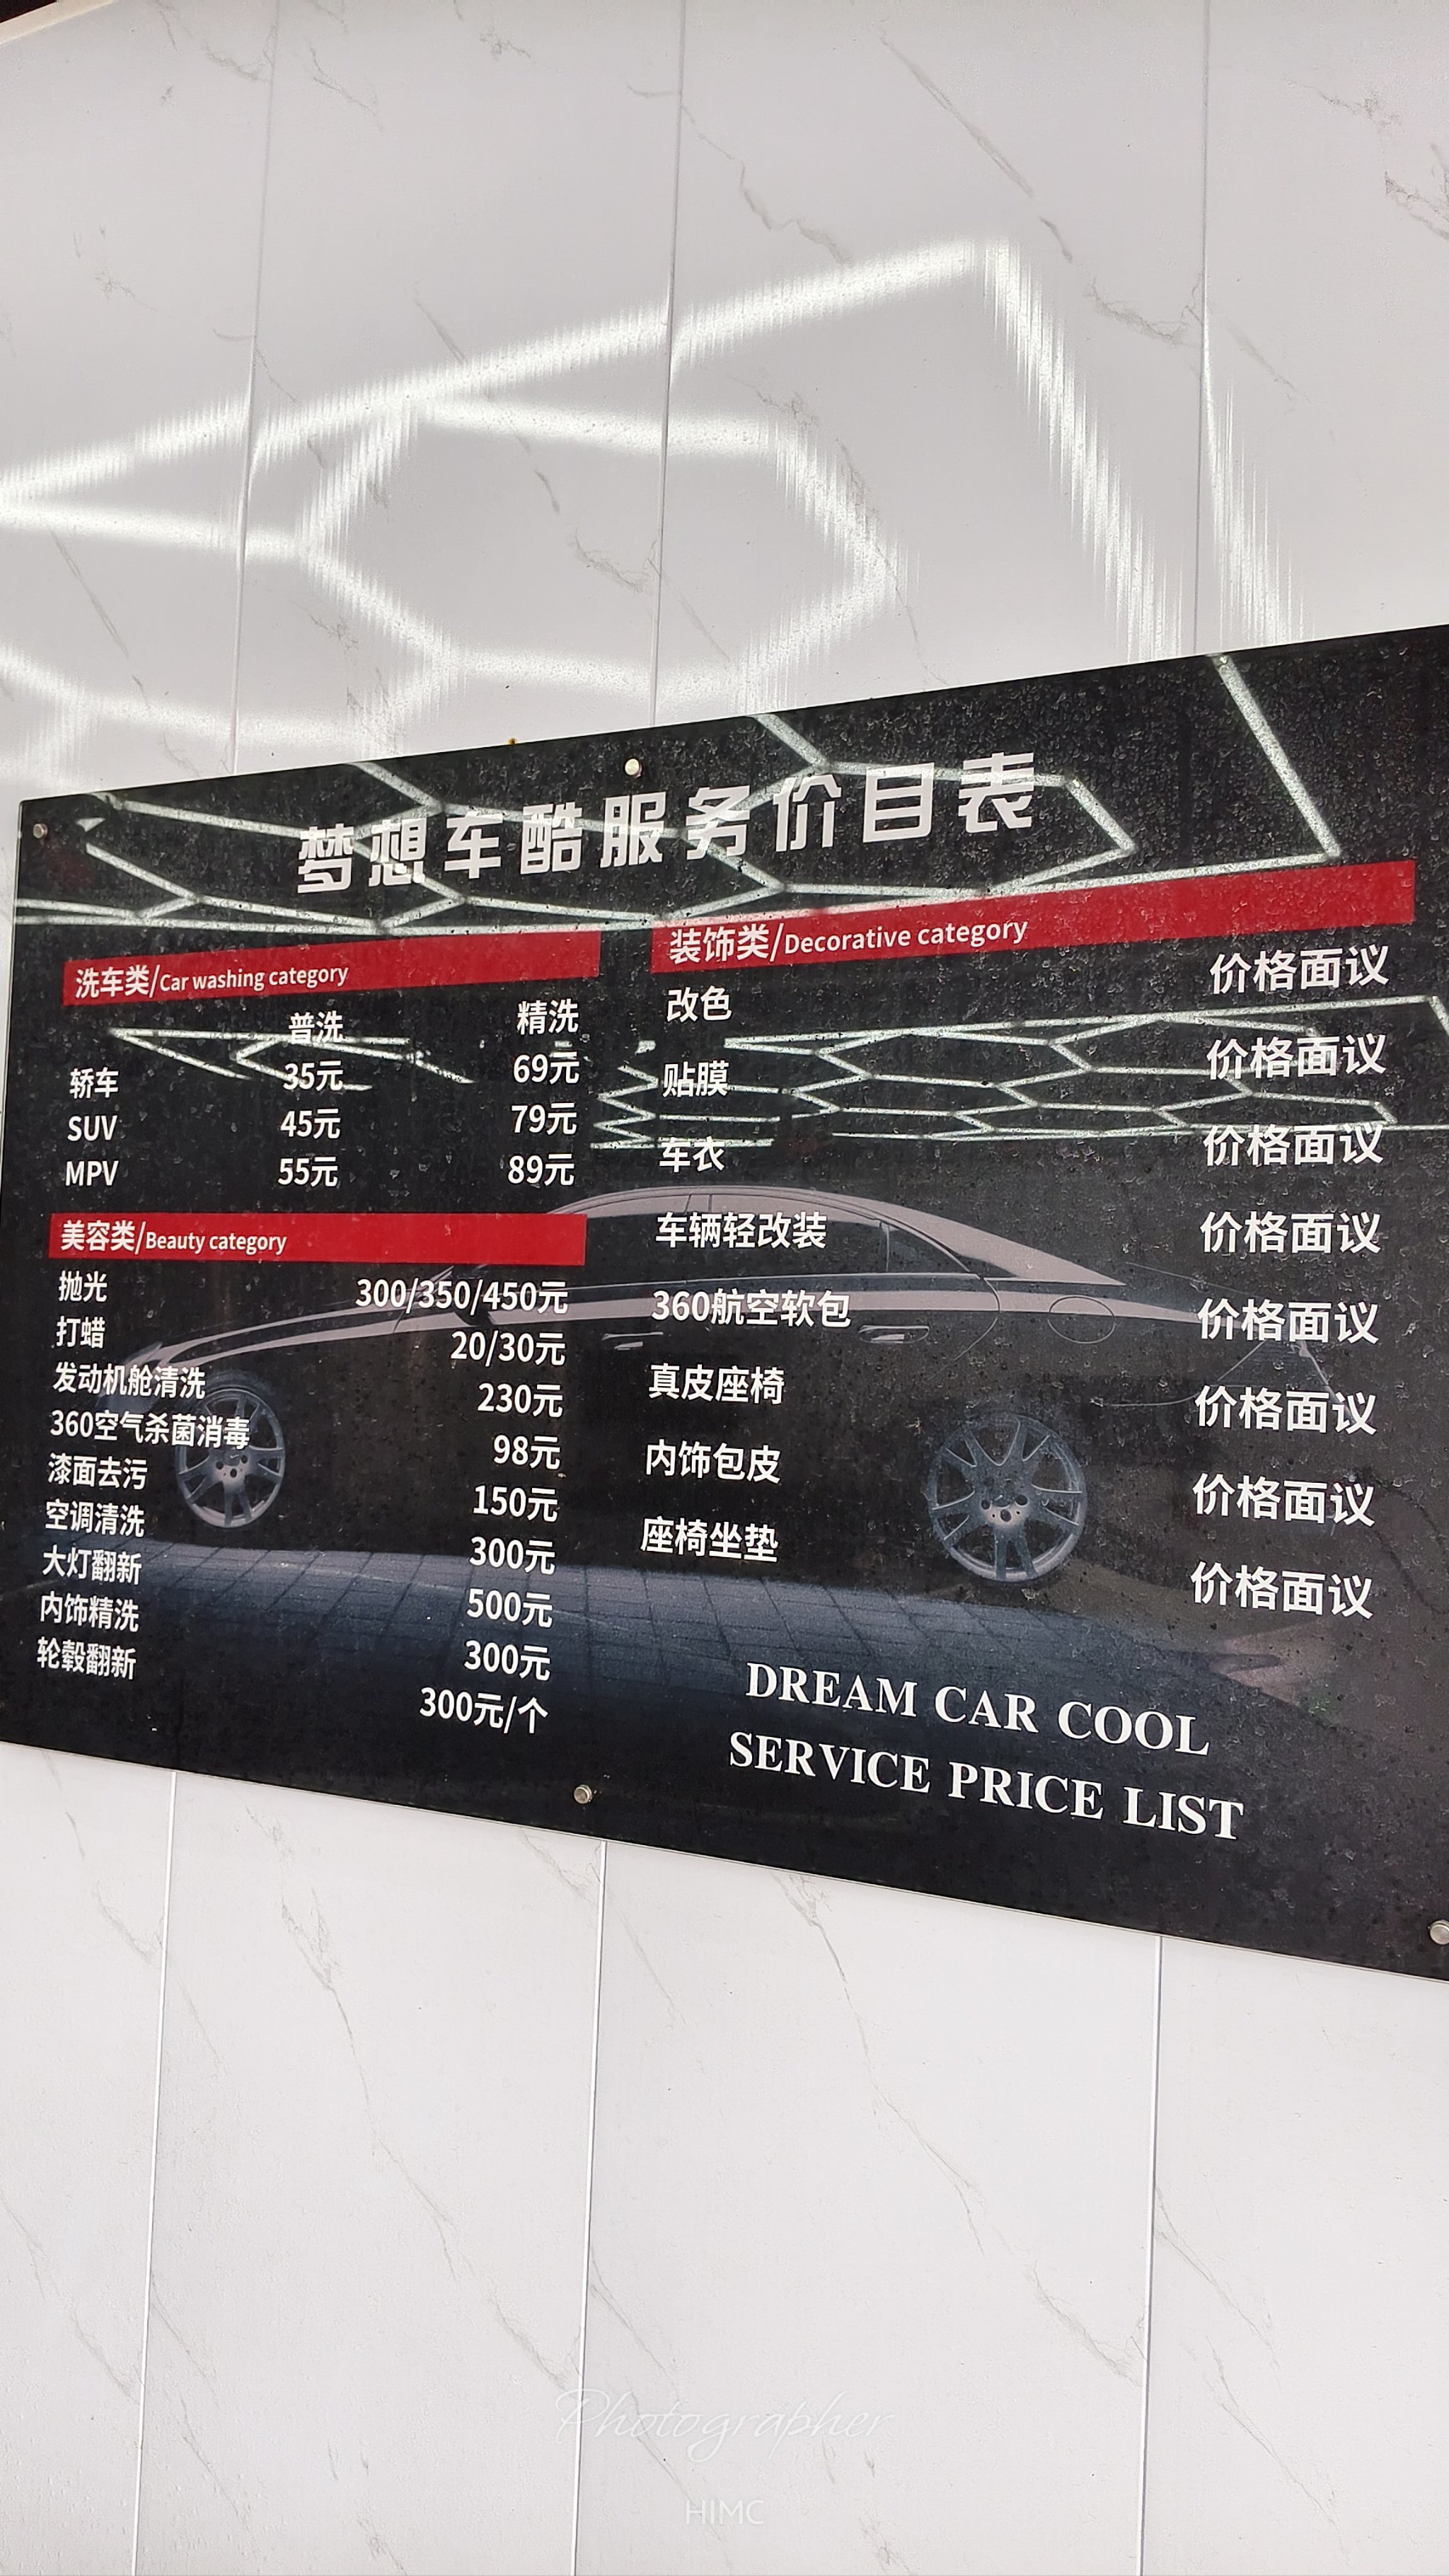 梦想车酷服务价目表
洗车类/Car washing category
普洗 精洗
轿车 35元 69元
SUV 45元 79元
MPV 55元 89元
美容类/Beauty category
抛光 300/350/450元
打蜡 20/30元
发动机舱清洗 230元
360空气杀菌消毒 98元
漆面去污 150元
空调清洗 300元
大灯翻新 500元
内饰精洗 300元
轮毂翻新 300元/个
装饰类/Decorative category
改色 价格面议
贴膜 价格面议
车衣 价格面议
车辆轻改装 价格面议
360航空软包 价格面议
真皮座椅 价格面议
内饰包皮 价格面议
座椅坐垫 价格面议
DREAM CAR COOL
SERVICE PRICE LIST
Photographer
HIMC